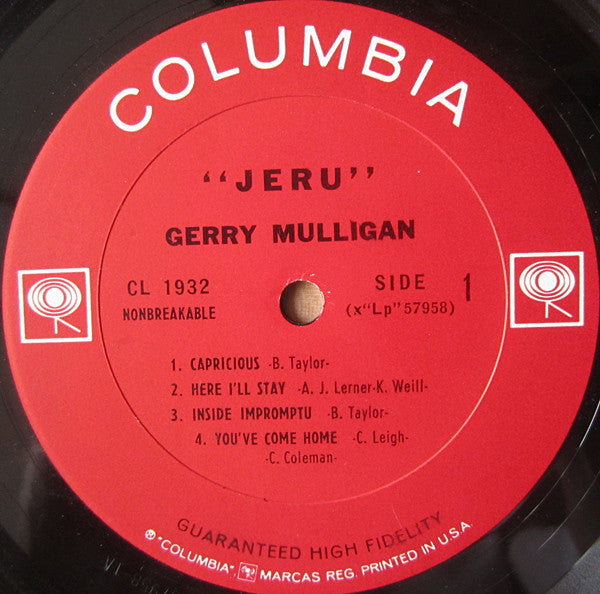 COLUMBIA
"JERU"
GERRY MULLIGAN
CL 1932
NONBREAKABLE
SIDE 1
(x"Lp"57958)
1. CAPRICIOUS -B. Taylor-
2. HERE I'LL STAY -A. J. Lerner-K. Weill-
3. INSIDE IMPROMPTU -B. Taylor-
4. YOU'VE COME HOME -C. Leigh-
-C. Coleman-
GUARANTEED HIGH FIDELITY
® "COLUMBIA" MARCAS REG. PRINTED IN U.S.A.